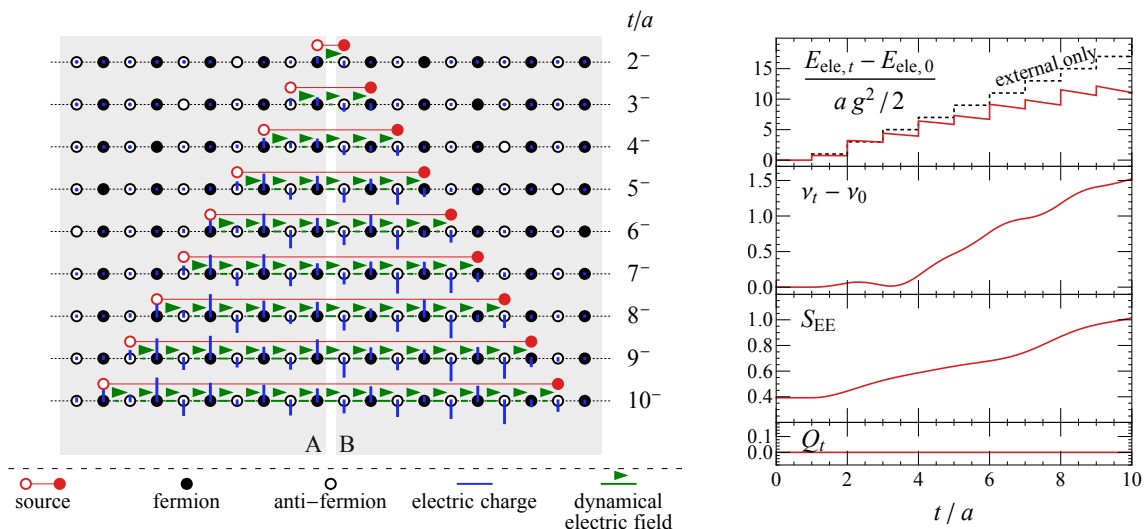 t/a
2⁻
3⁻
4⁻
5⁻
6⁻
7⁻
8⁻
9⁻
10⁻
A B
source
fermion
anti−fermion
electric charge
dynamical
electric field
E_ele,t − E_ele,0
a g²/2
external only
15
10
5
0
ν_t − ν_0
1.5
1.0
0.5
0.0
S_EE
1.0
0.8
0.6
0.4
Q_t
0.1
0.0
0 2 4 6 8 10
t / a